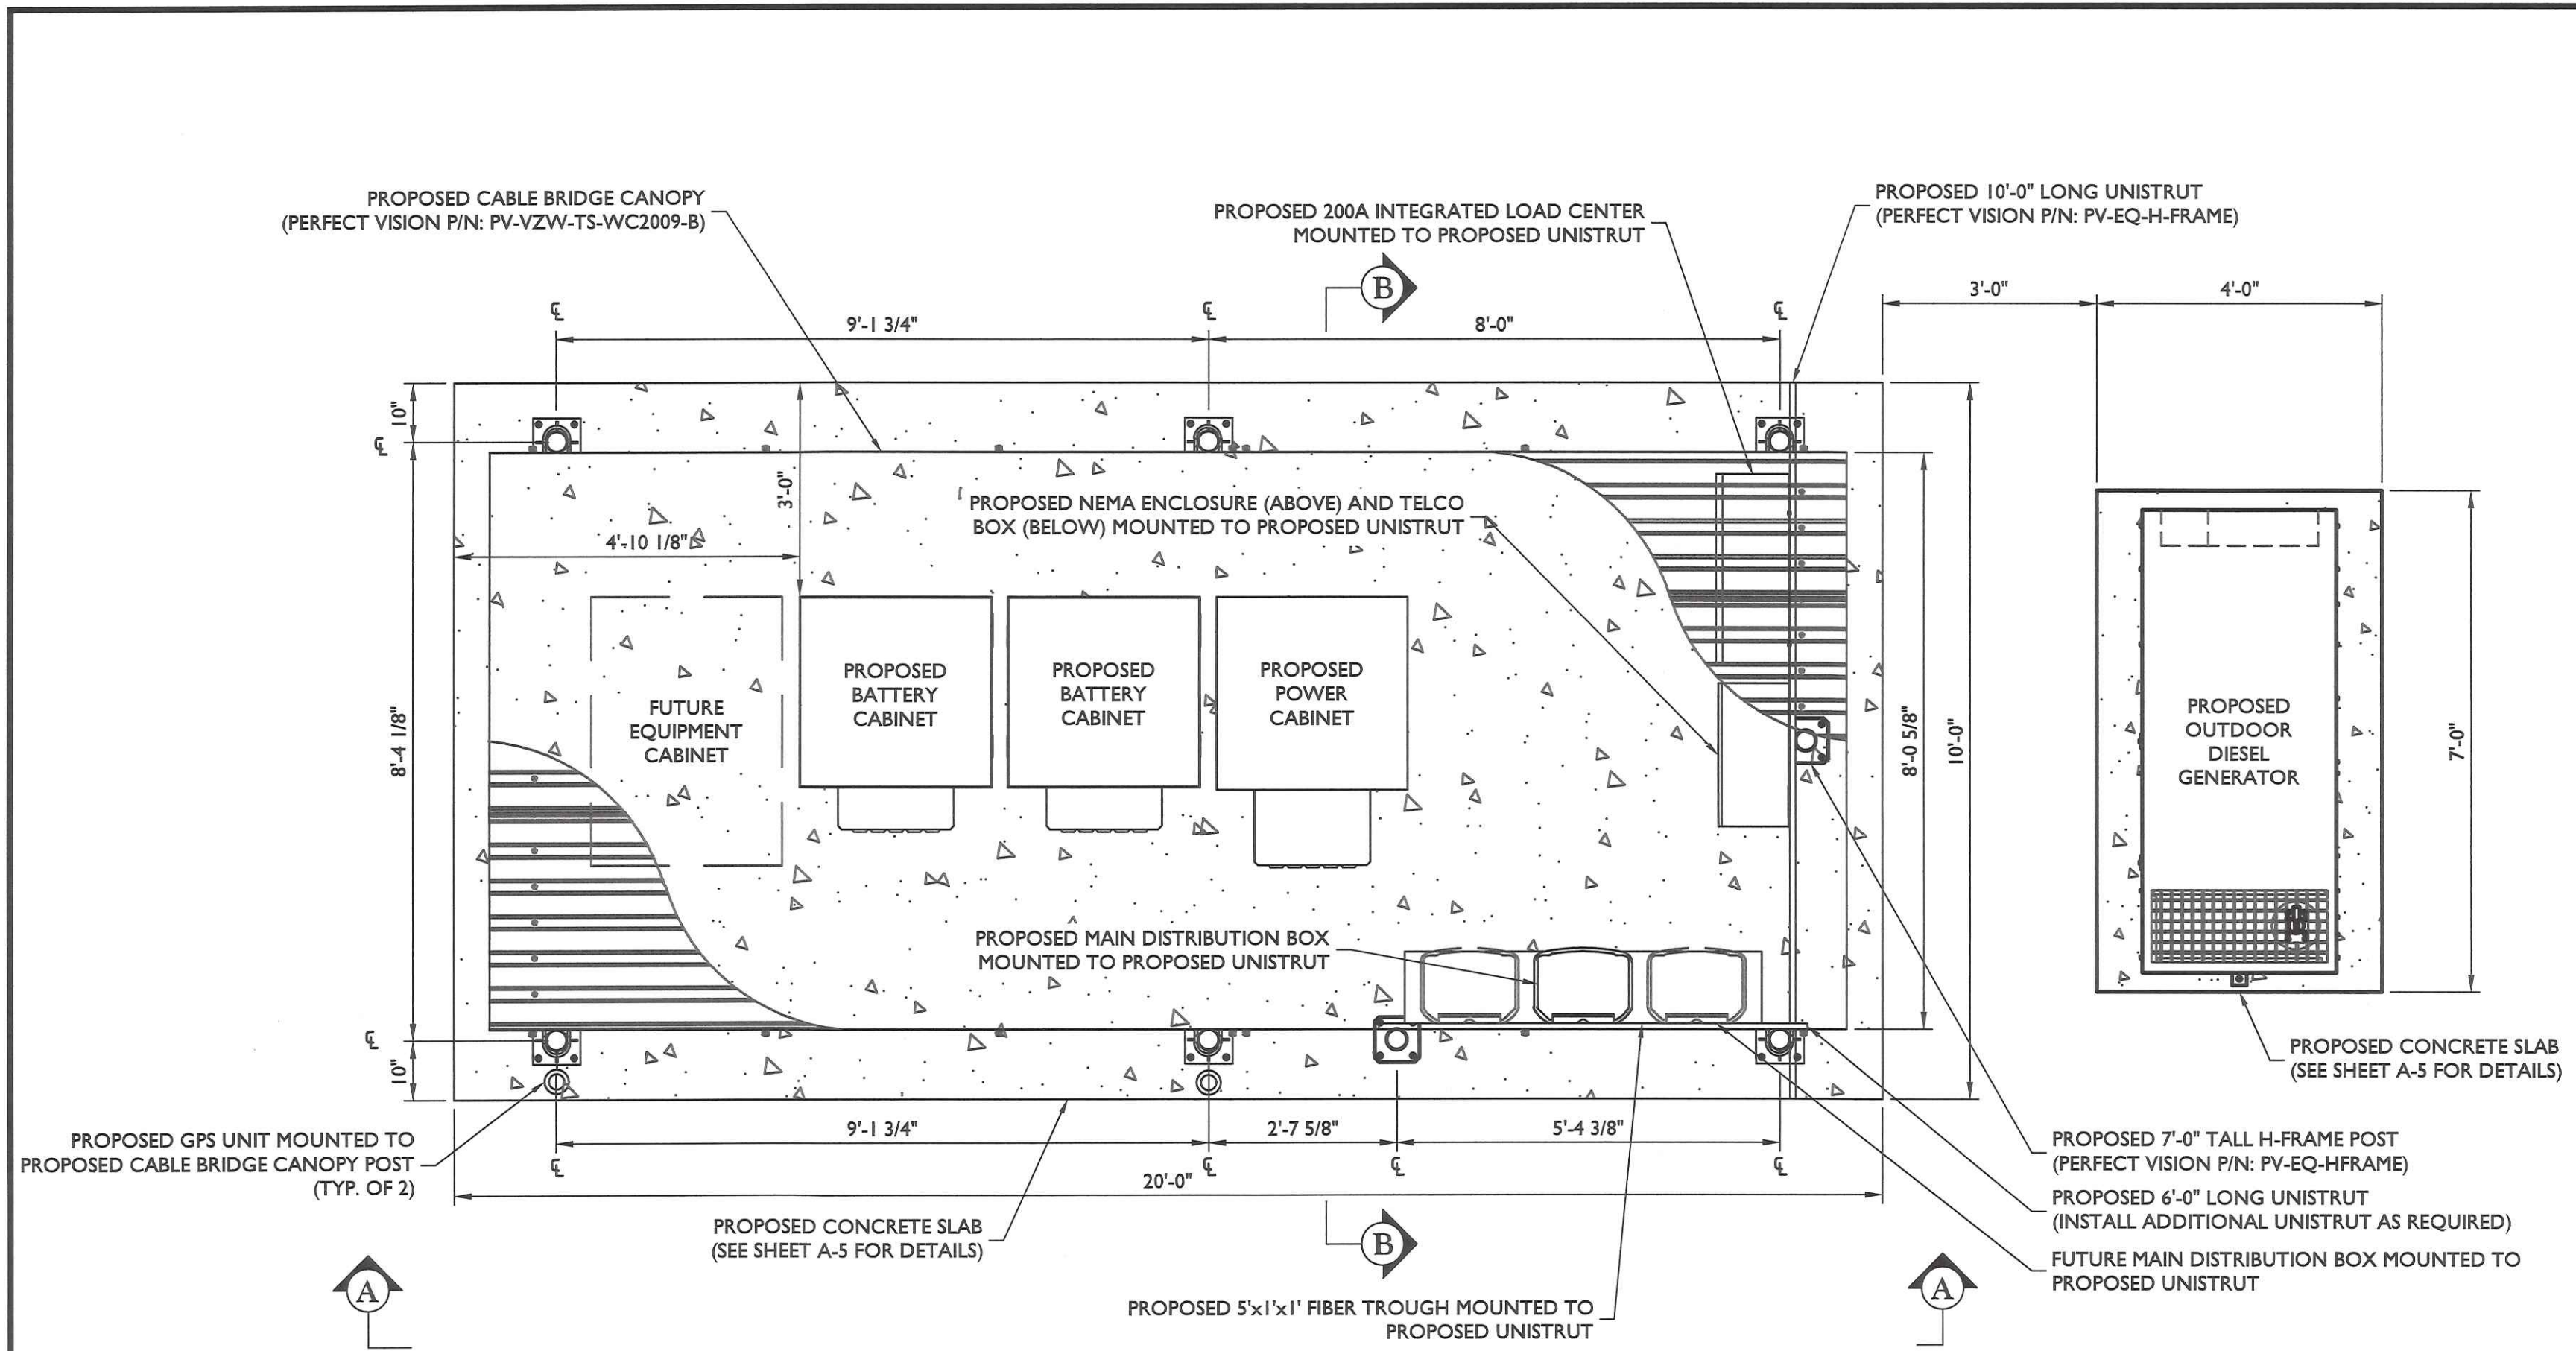 PROPOSED CABLE BRIDGE CANOPY
(PERFECT VISION P/N: PV-VZW-TS-WC2009-B)
PROPOSED 200A INTEGRATED LOAD CENTER
MOUNTED TO PROPOSED UNISTRUT
PROPOSED 10'-0" LONG UNISTRUT
(PERFECT VISION P/N: PV-EQ-H-FRAME)
B
3'-0"
4'-0"
℄
℄
℄
9'-1 3/4"
8'-0"
10"
℄
3'-0"
PROPOSED NEMA ENCLOSURE (ABOVE) AND TELCO
BOX (BELOW) MOUNTED TO PROPOSED UNISTRUT
4'-10 1/8"
8'-4 1/8"
FUTURE
EQUIPMENT
CABINET
PROPOSED
BATTERY
CABINET
PROPOSED
BATTERY
CABINET
PROPOSED
POWER
CABINET
8'-0 5/8"
10'-0"
PROPOSED
OUTDOOR
DIESEL
GENERATOR
7'-0"
PROPOSED MAIN DISTRIBUTION BOX
MOUNTED TO PROPOSED UNISTRUT
℄
10"
PROPOSED CONCRETE SLAB
(SEE SHEET A-5 FOR DETAILS)
PROPOSED GPS UNIT MOUNTED TO
PROPOSED CABLE BRIDGE CANOPY POST
(TYP. OF 2)
9'-1 3/4"
2'-7 5/8"
5'-4 3/8"
℄
℄
℄
℄
20'-0"
PROPOSED 7'-0" TALL H-FRAME POST
(PERFECT VISION P/N: PV-EQ-HFRAME)
PROPOSED 6'-0" LONG UNISTRUT
(INSTALL ADDITIONAL UNISTRUT AS REQUIRED)
PROPOSED CONCRETE SLAB
(SEE SHEET A-5 FOR DETAILS)
B
FUTURE MAIN DISTRIBUTION BOX MOUNTED TO
PROPOSED UNISTRUT
A
A
PROPOSED 5'x1'x1' FIBER TROUGH MOUNTED TO
PROPOSED UNISTRUT